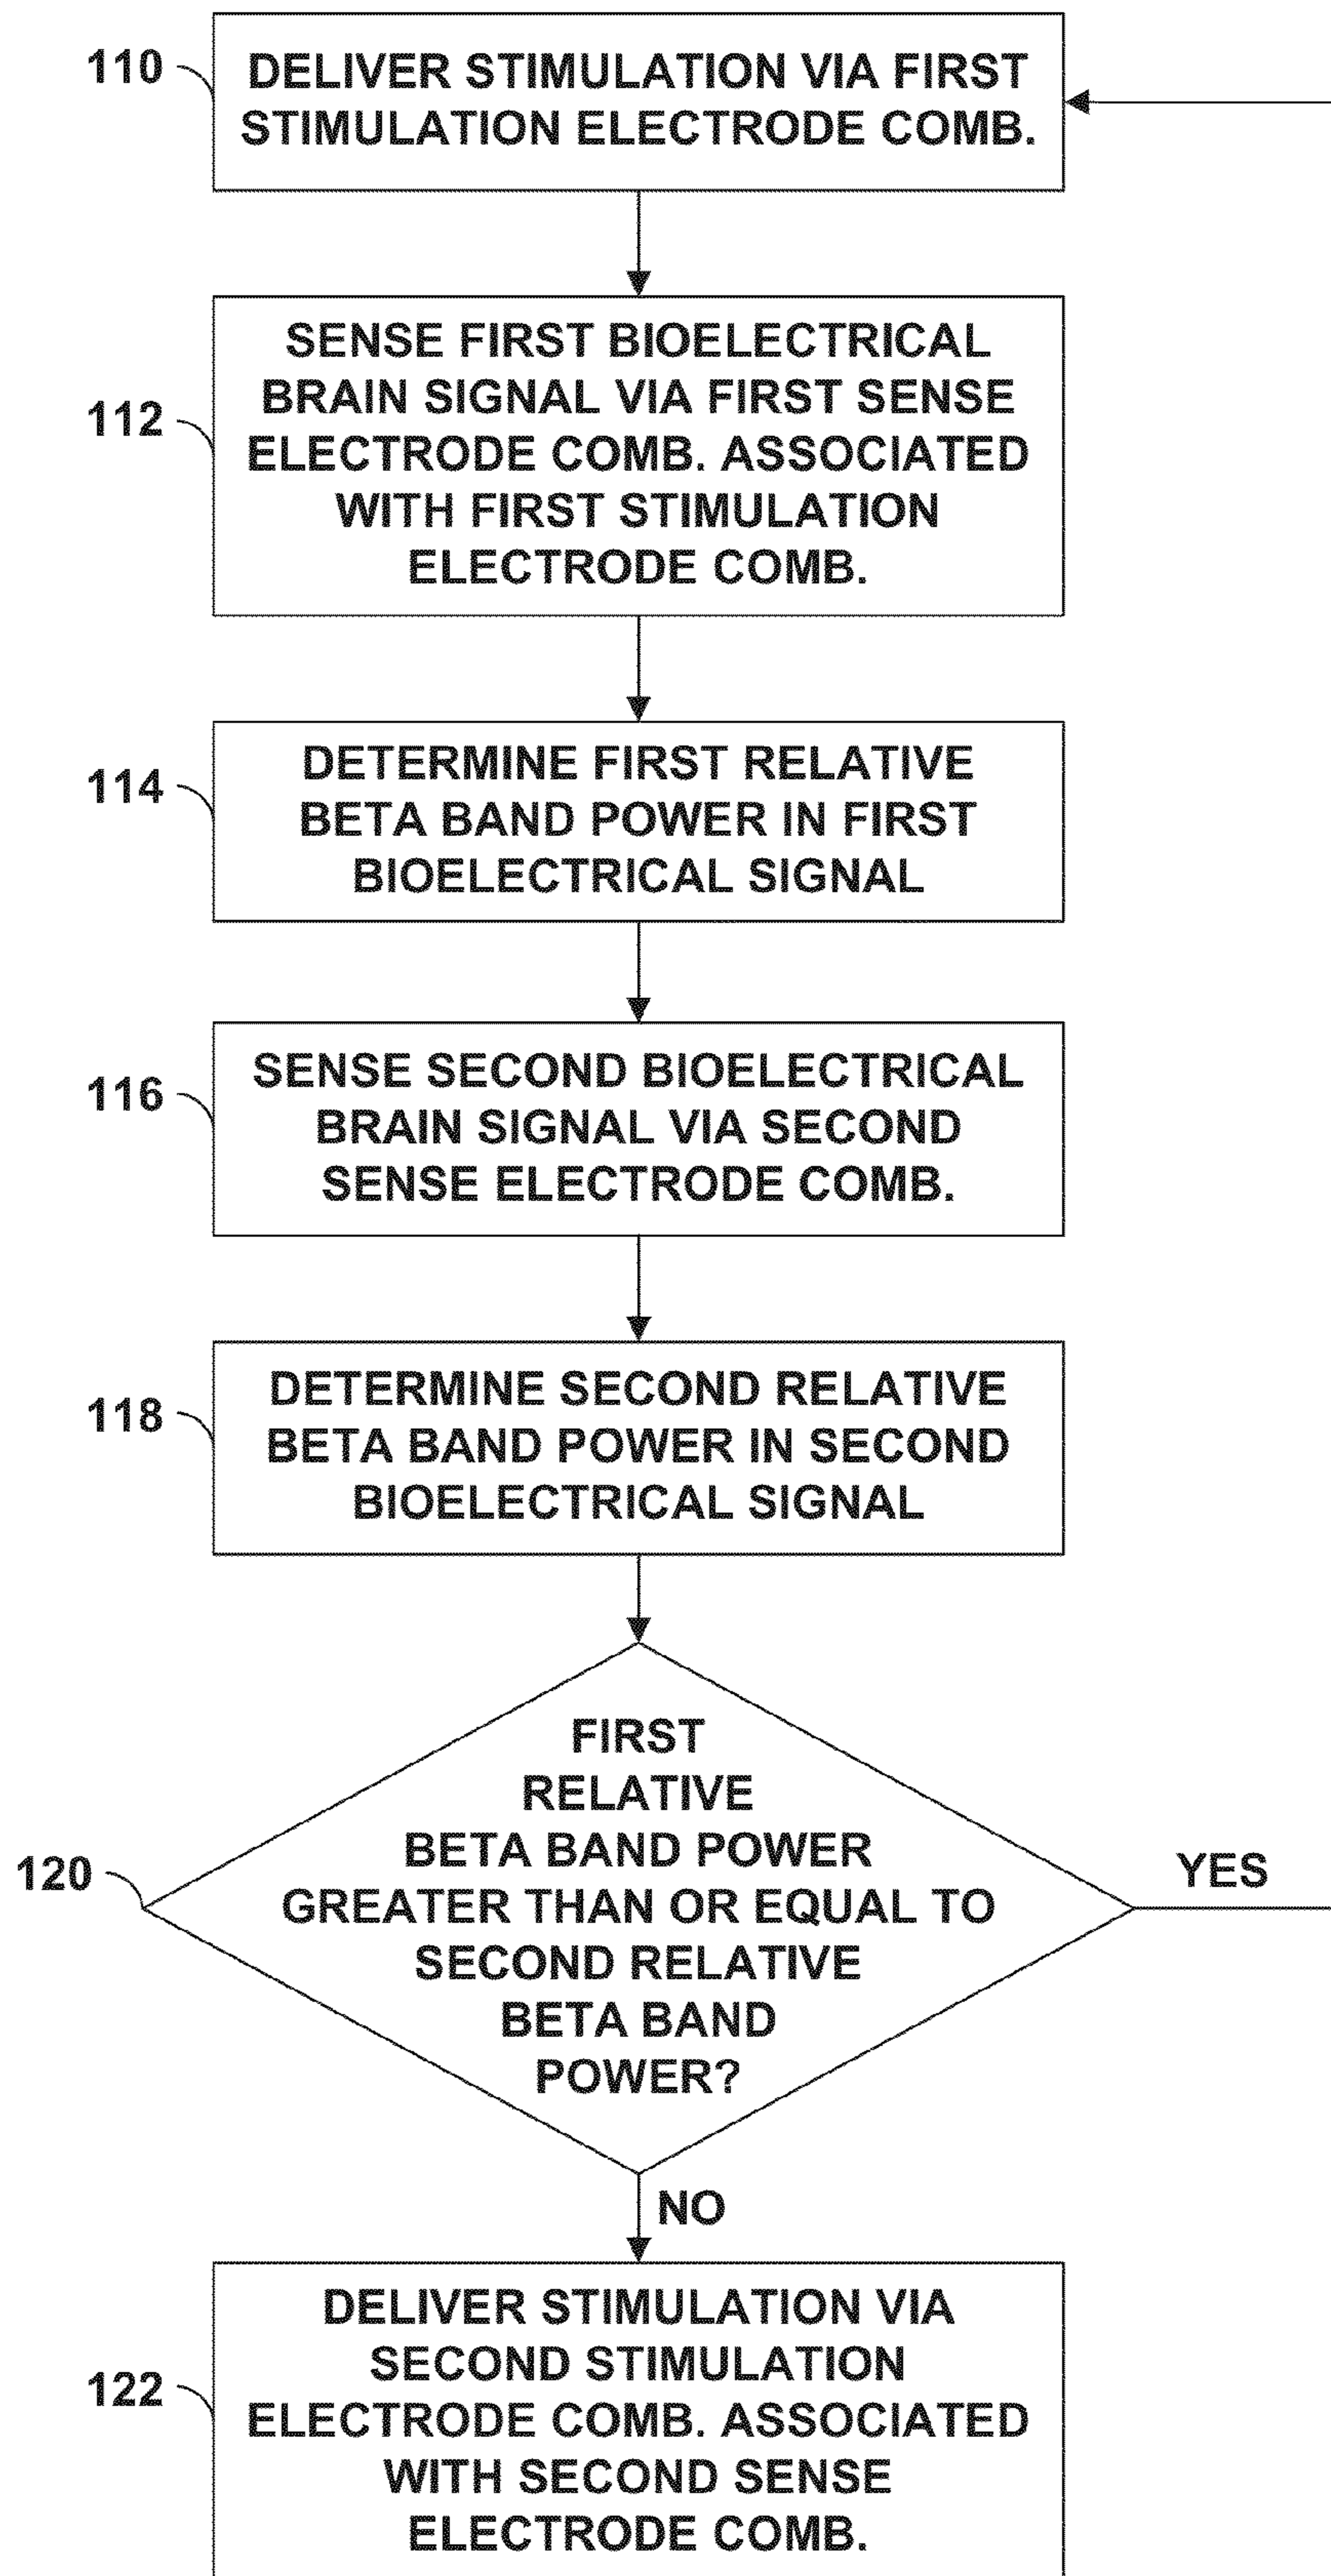 110
DELIVER STIMULATION VIA FIRST
STIMULATION ELECTRODE COMB.
112
SENSE FIRST BIOELECTRICAL
BRAIN SIGNAL VIA FIRST SENSE
ELECTRODE COMB. ASSOCIATED
WITH FIRST STIMULATION
ELECTRODE COMB.
114
DETERMINE FIRST RELATIVE
BETA BAND POWER IN FIRST
BIOELECTRICAL SIGNAL
116
SENSE SECOND BIOELECTRICAL
BRAIN SIGNAL VIA SECOND
SENSE ELECTRODE COMB.
118
DETERMINE SECOND RELATIVE
BETA BAND POWER IN SECOND
BIOELECTRICAL SIGNAL
120
FIRST
RELATIVE
BETA BAND POWER
GREATER THAN OR EQUAL TO
SECOND RELATIVE
BETA BAND
POWER?
YES
NO
122
DELIVER STIMULATION VIA
SECOND STIMULATION
ELECTRODE COMB. ASSOCIATED
WITH SECOND SENSE
ELECTRODE COMB.